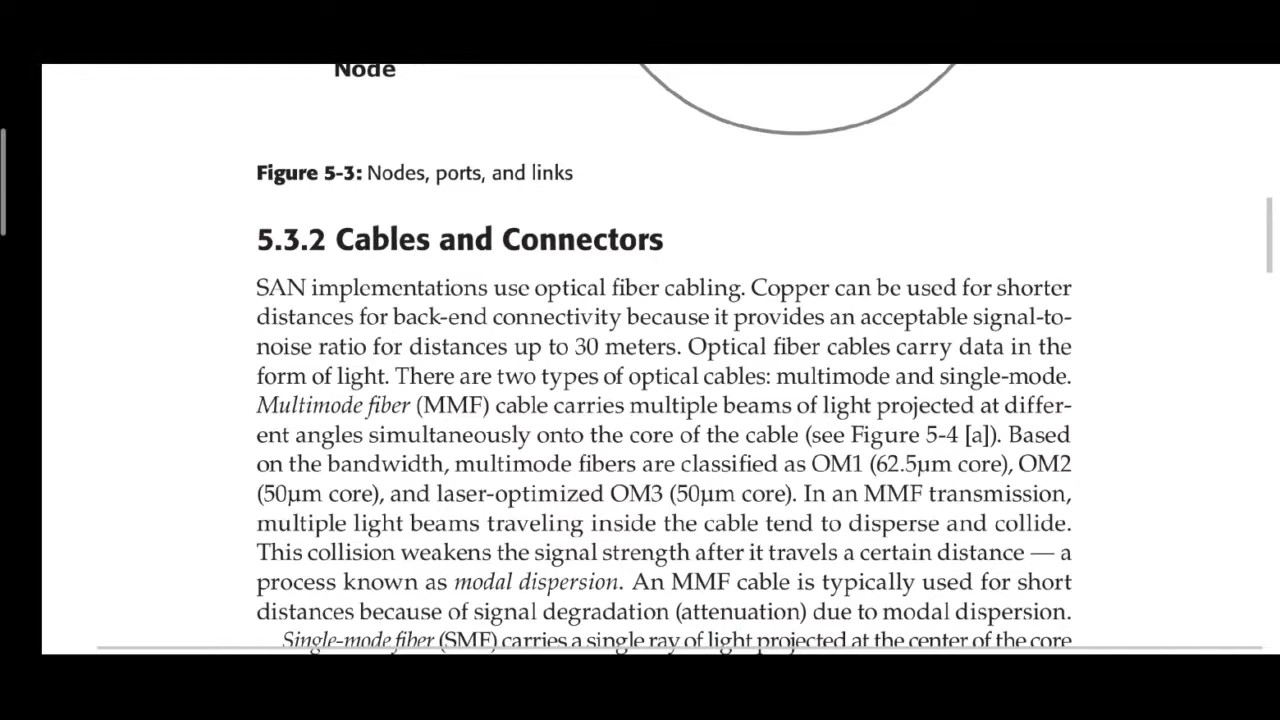 Node
Figure 5-3: Nodes, ports, and links
5.3.2 Cables and Connectors
SAN implementations use optical fiber cabling. Copper can be used for shorter
distances for back-end connectivity because it provides an acceptable signal-to-
noise ratio for distances up to 30 meters. Optical fiber cables carry data in the
form of light. There are two types of optical cables: multimode and single-mode.
Multimode fiber (MMF) cable carries multiple beams of light projected at differ-
ent angles simultaneously onto the core of the cable (see Figure 5-4 [a]). Based
on the bandwidth, multimode fibers are classified as OM1 (62.5µm core), OM2
(50µm core), and laser-optimized OM3 (50µm core). In an MMF transmission,
multiple light beams traveling inside the cable tend to disperse and collide.
This collision weakens the signal strength after it travels a certain distance — a
process known as modal dispersion. An MMF cable is typically used for short
distances because of signal degradation (attenuation) due to modal dispersion.
Single-mode fiber (SMF) carries a single ray of light projected at the center of the core